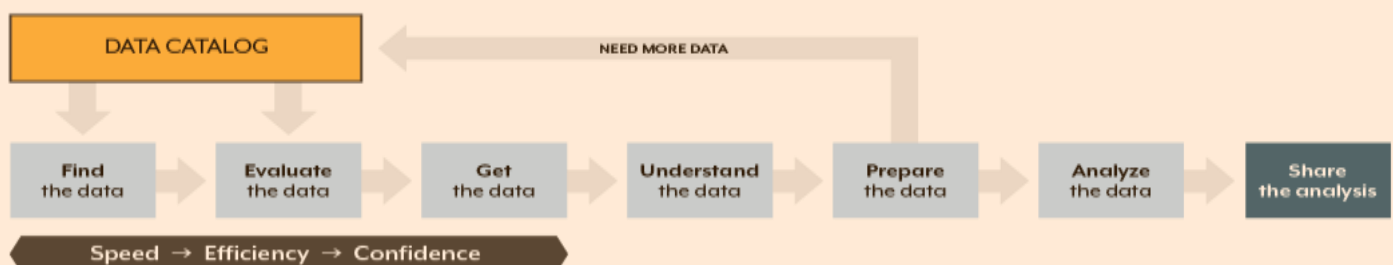 DATA CATALOG
NEED MORE DATA
Find
the data
Evaluate
the data
Get
the data
Understand
the data
Prepare
the data
Analyze
the data
Share
the analysis
Speed → Efficiency → Confidence